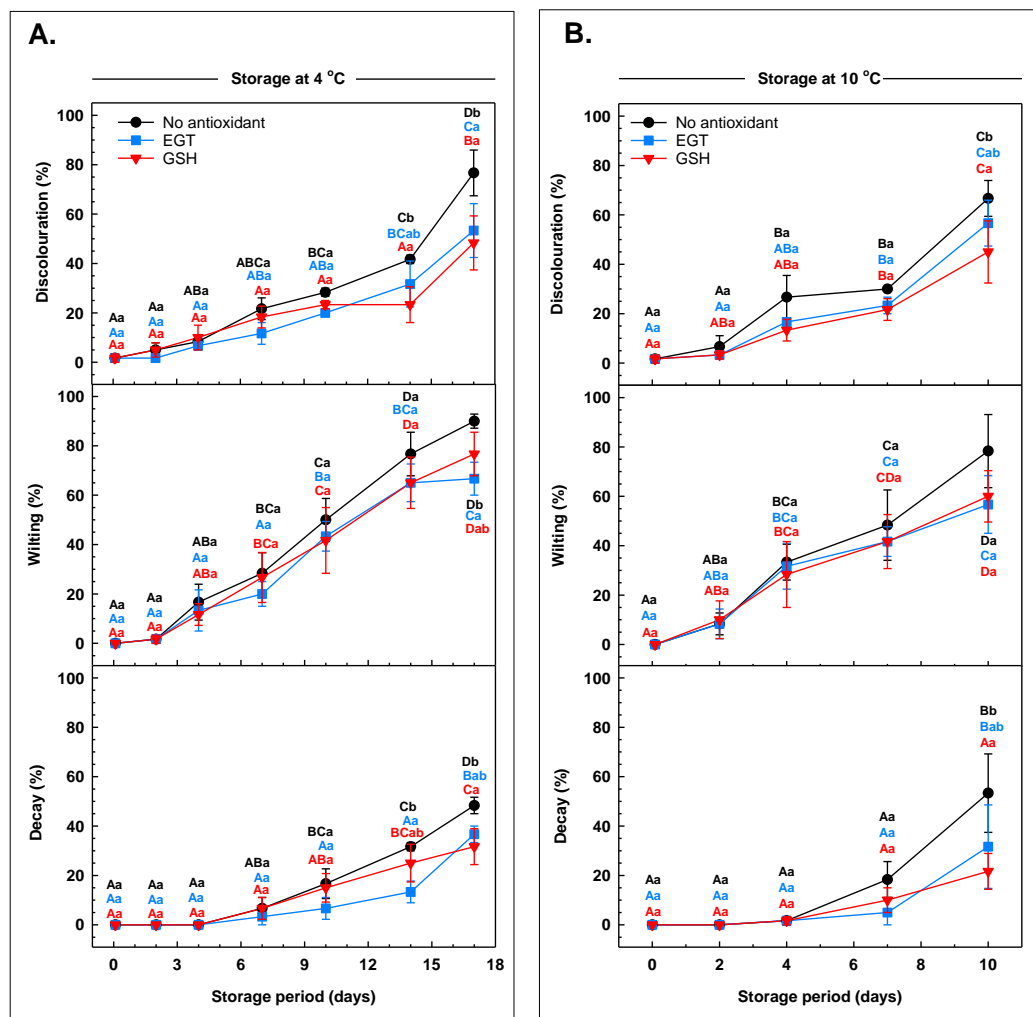 A.
Storage at 4 °C
No antioxidant
EGT
GSH
Discolouration (%)
100
80
60
40
20
0
Aa
Aa
Aa
Aa
Aa
Aa
ABa
Aa
Aa
ABCa
ABa
Aa
BCa
ABa
Aa
Cb
BCab
Aa
Db
Ca
Ba
Wilting (%)
100
80
60
40
20
0
Aa
Aa
Aa
Aa
Aa
Aa
ABa
Aa
ABa
BCa
Aa
BCa
Ca
Ba
Ca
Da
BCa
Da
Db
Ca
Dab
Decay (%)
100
80
60
40
20
0
Aa
Aa
Aa
Aa
Aa
Aa
Aa
Aa
Aa
ABa
Aa
Aa
BCa
Aa
ABa
Cb
Aa
BCab
Db
Bab
Ca
0 3 6 9 12 15 18
Storage period (days)
B.
Storage at 10 °C
No antioxidant
EGT
GSH
Discolouration (%)
100
80
60
40
20
0
Aa
Aa
Aa
Aa
Aa
ABa
Ba
ABa
ABa
Ba
Ba
Ba
Cb
Cab
Ca
Wilting (%)
100
80
60
40
20
0
Aa
Aa
Aa
ABa
ABa
ABa
BCa
BCa
BCa
Ca
Ca
CDa
Da
Ca
Da
Decay (%)
100
80
60
40
20
0
Aa
Aa
Aa
Aa
Aa
Aa
Aa
Aa
Aa
Aa
Aa
Aa
Bb
Bab
Aa
0 2 4 6 8 10
Storage period (days)